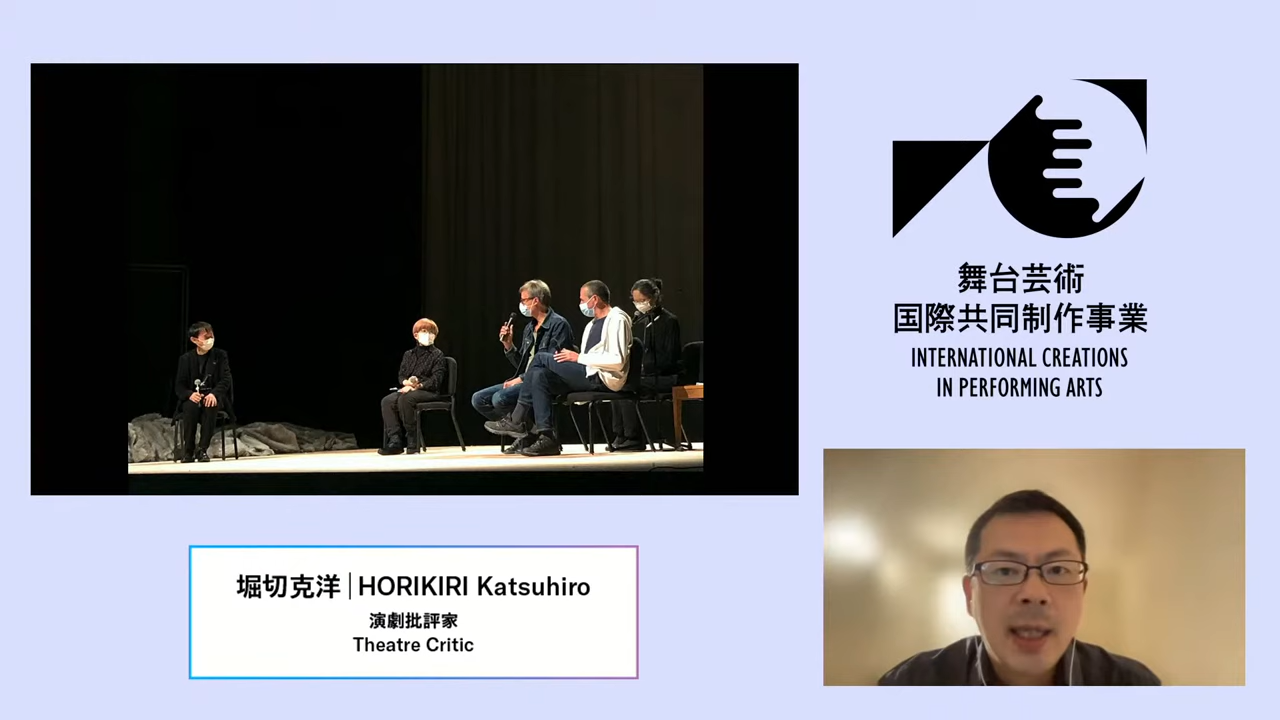 舞台芸術
国際共同制作事業
INTERNATIONAL CREATIONS
IN PERFORMING ARTS
堀切克洋|HORIKIRI Katsuhiro
演劇批評家
Theatre Critic